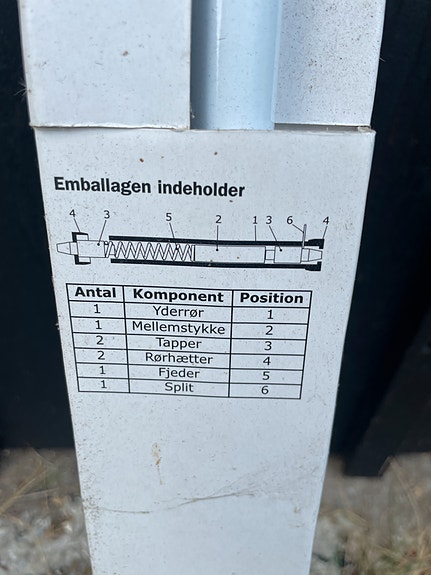 Emballagen indeholder
4 3 5 2 1 3 6 4
Antal Komponent Position
1 Yderrør 1
1 Mellemstykke 2
2 Tapper 3
2 Rørhætter 4
1 Fjeder 5
1 Split 6